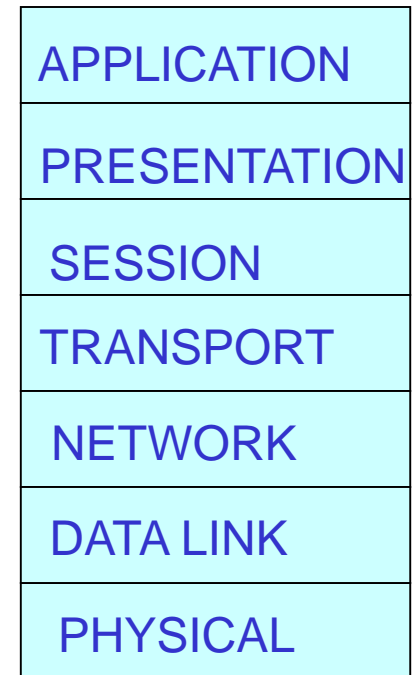 APPLICATION
PRESENTATION
SESSION
TRANSPORT
NETWORK
DATA LINK
PHYSICAL